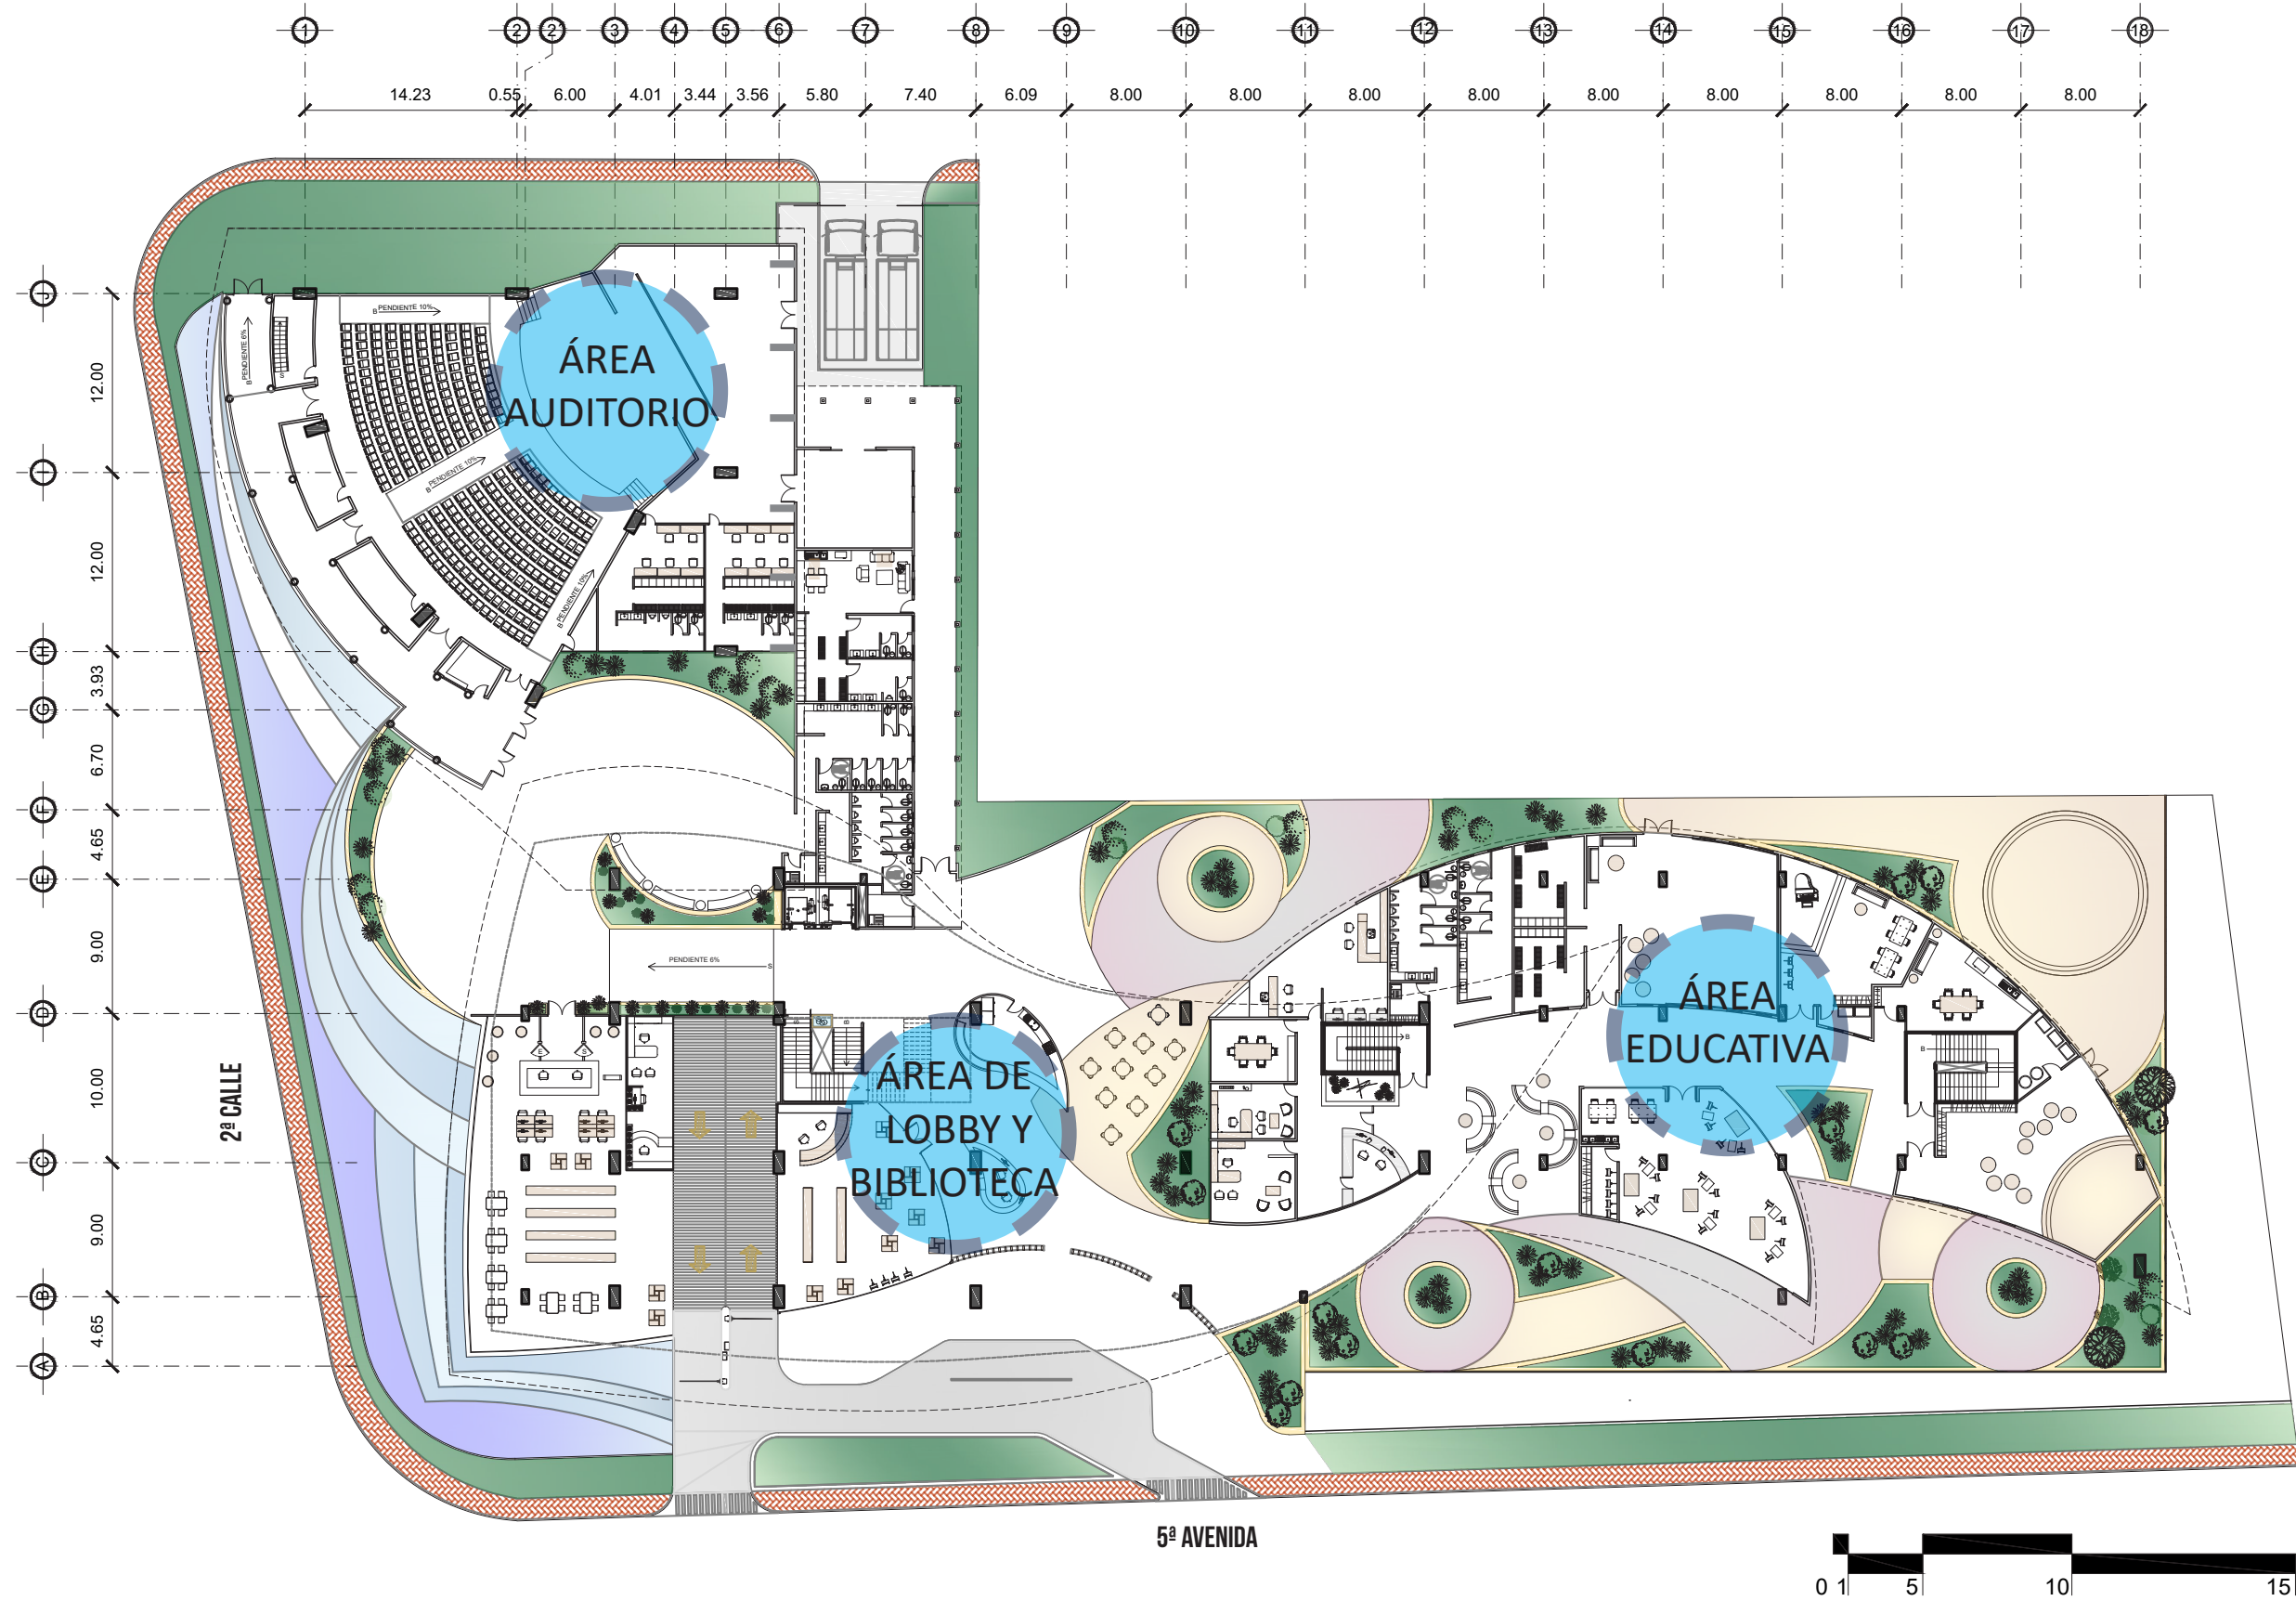 1 2 2' 3 4 5 6 7 8 9 10 11 12 13 14 15 16 17 18
14.23 0.55 6.00 4.01 3.44 3.56 5.80 7.40 6.09 8.00 8.00 8.00 8.00 8.00 8.00 8.00 8.00 8.00
J
12.00
I
12.00
H
3.93
G
6.70
F
4.65
E
9.00
D
10.00
C
9.00
B
4.65
A
B PENDIENTE 10%
B PENDIENTE 6%
S
ÁREA
AUDITORIO
B PENDIENTE 10%
B PENDIENTE 10%
PENDIENTE 6% S
E S
S B
B
B
ÁREA DE
LOBBY Y
BIBLIOTECA
ÁREA
EDUCATIVA
2ª CALLE
5ª AVENIDA
0 1 5 10 15